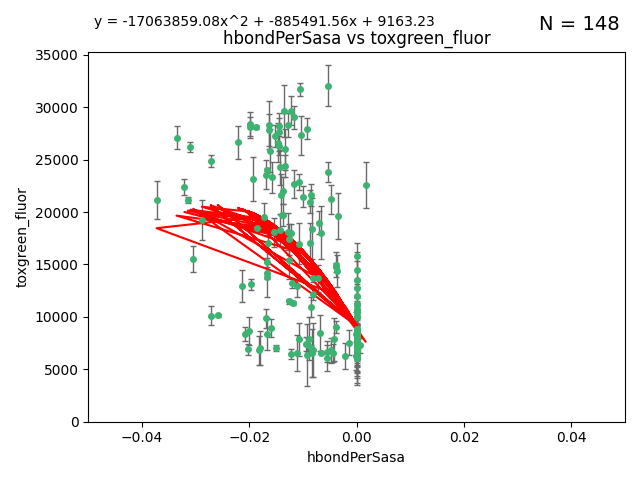 y = -17063859.08x^2 + -885491.56x + 9163.23
N = 148
hbondPerSasa vs toxgreen_fluor
35000
30000
25000
20000
15000
10000
5000
0
toxgreen_fluor
−0.04
−0.02
0.00
0.02
0.04
hbondPerSasa